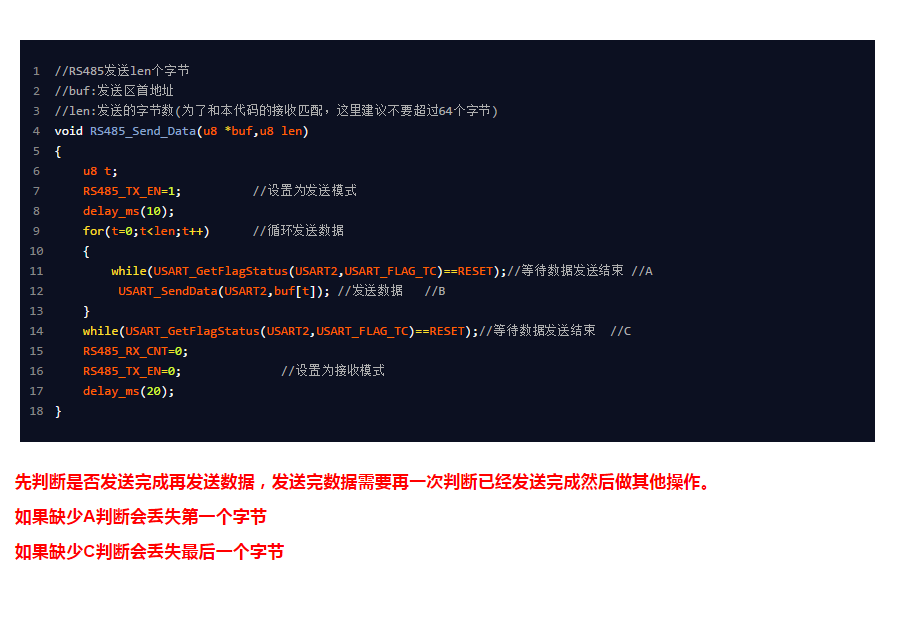 1 //RS485发送len个字节
2 //buf:发送区首地址
3 //len:发送的字节数(为了和本代码的接收匹配，这里建议不要超过64个字节)
4 void RS485_Send_Data(u8 *buf,u8 len)
5 {
6     u8 t;
7     RS485_TX_EN=1;          //设置为发送模式
8     delay_ms(10);
9     for(t=0;t<len;t++)      //循环发送数据
10     {
11         while(USART_GetFlagStatus(USART2,USART_FLAG_TC)==RESET);//等待数据发送结束 //A
12          USART_SendData(USART2,buf[t]); //发送数据   //B
13     }
14     while(USART_GetFlagStatus(USART2,USART_FLAG_TC)==RESET);//等待数据发送结束  //C
15     RS485_RX_CNT=0;
16     RS485_TX_EN=0;              //设置为接收模式
17     delay_ms(20);
18 }
先判断是否发送完成再发送数据，发送完数据需要再一次判断已经发送完成然后做其他操作。
如果缺少A判断会丢失第一个字节
如果缺少C判断会丢失最后一个字节